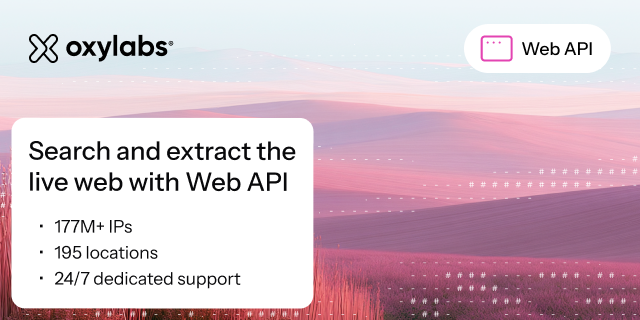 oxylabs®
Web API
Search and extract the
live web with Web API
· 177M+ IPs
· 195 locations
· 24/7 dedicated support